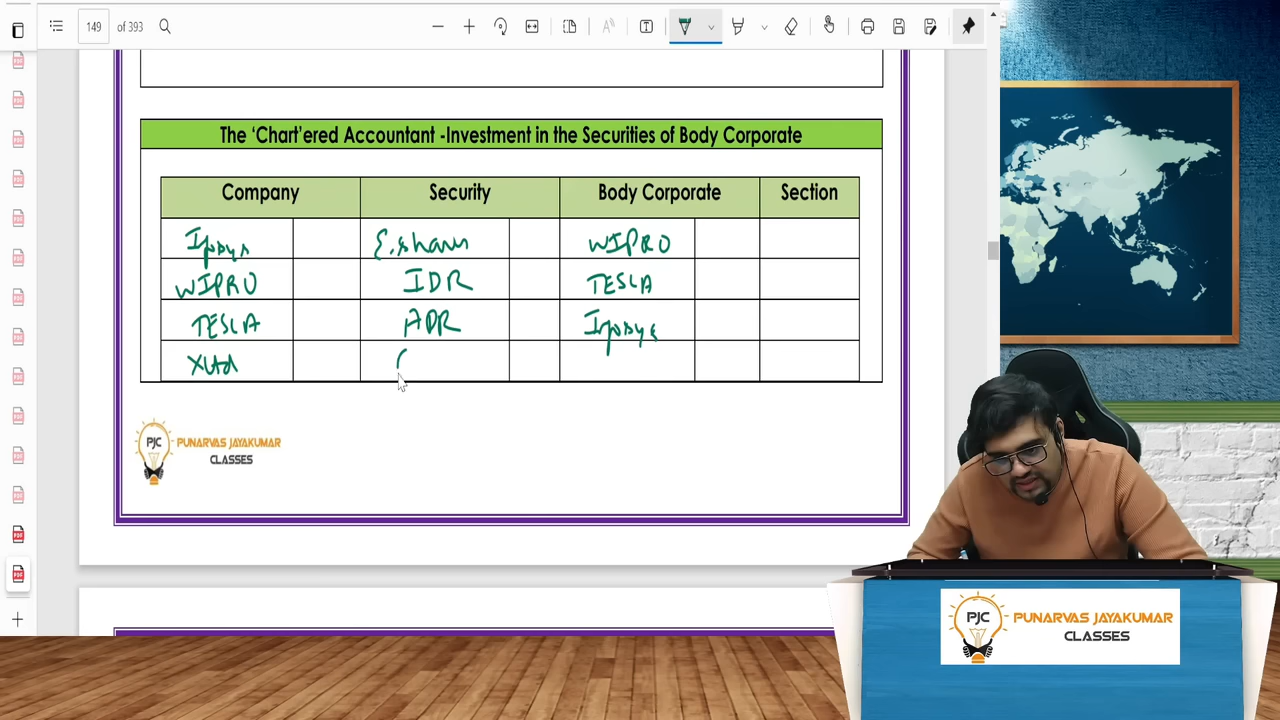 149 of 393
The 'Chart'ered Accountant -Investment in the Securities of Body Corporate
Company Security Body Corporate Section
Infosys E.shares WIPRO
WIPRO IDR TESLA
TESLA ADR Infosys
X Ltd
PJC PUNARVAS JAYAKUMAR
CLASSES
PJC PUNARVAS JAYAKUMAR
CLASSES